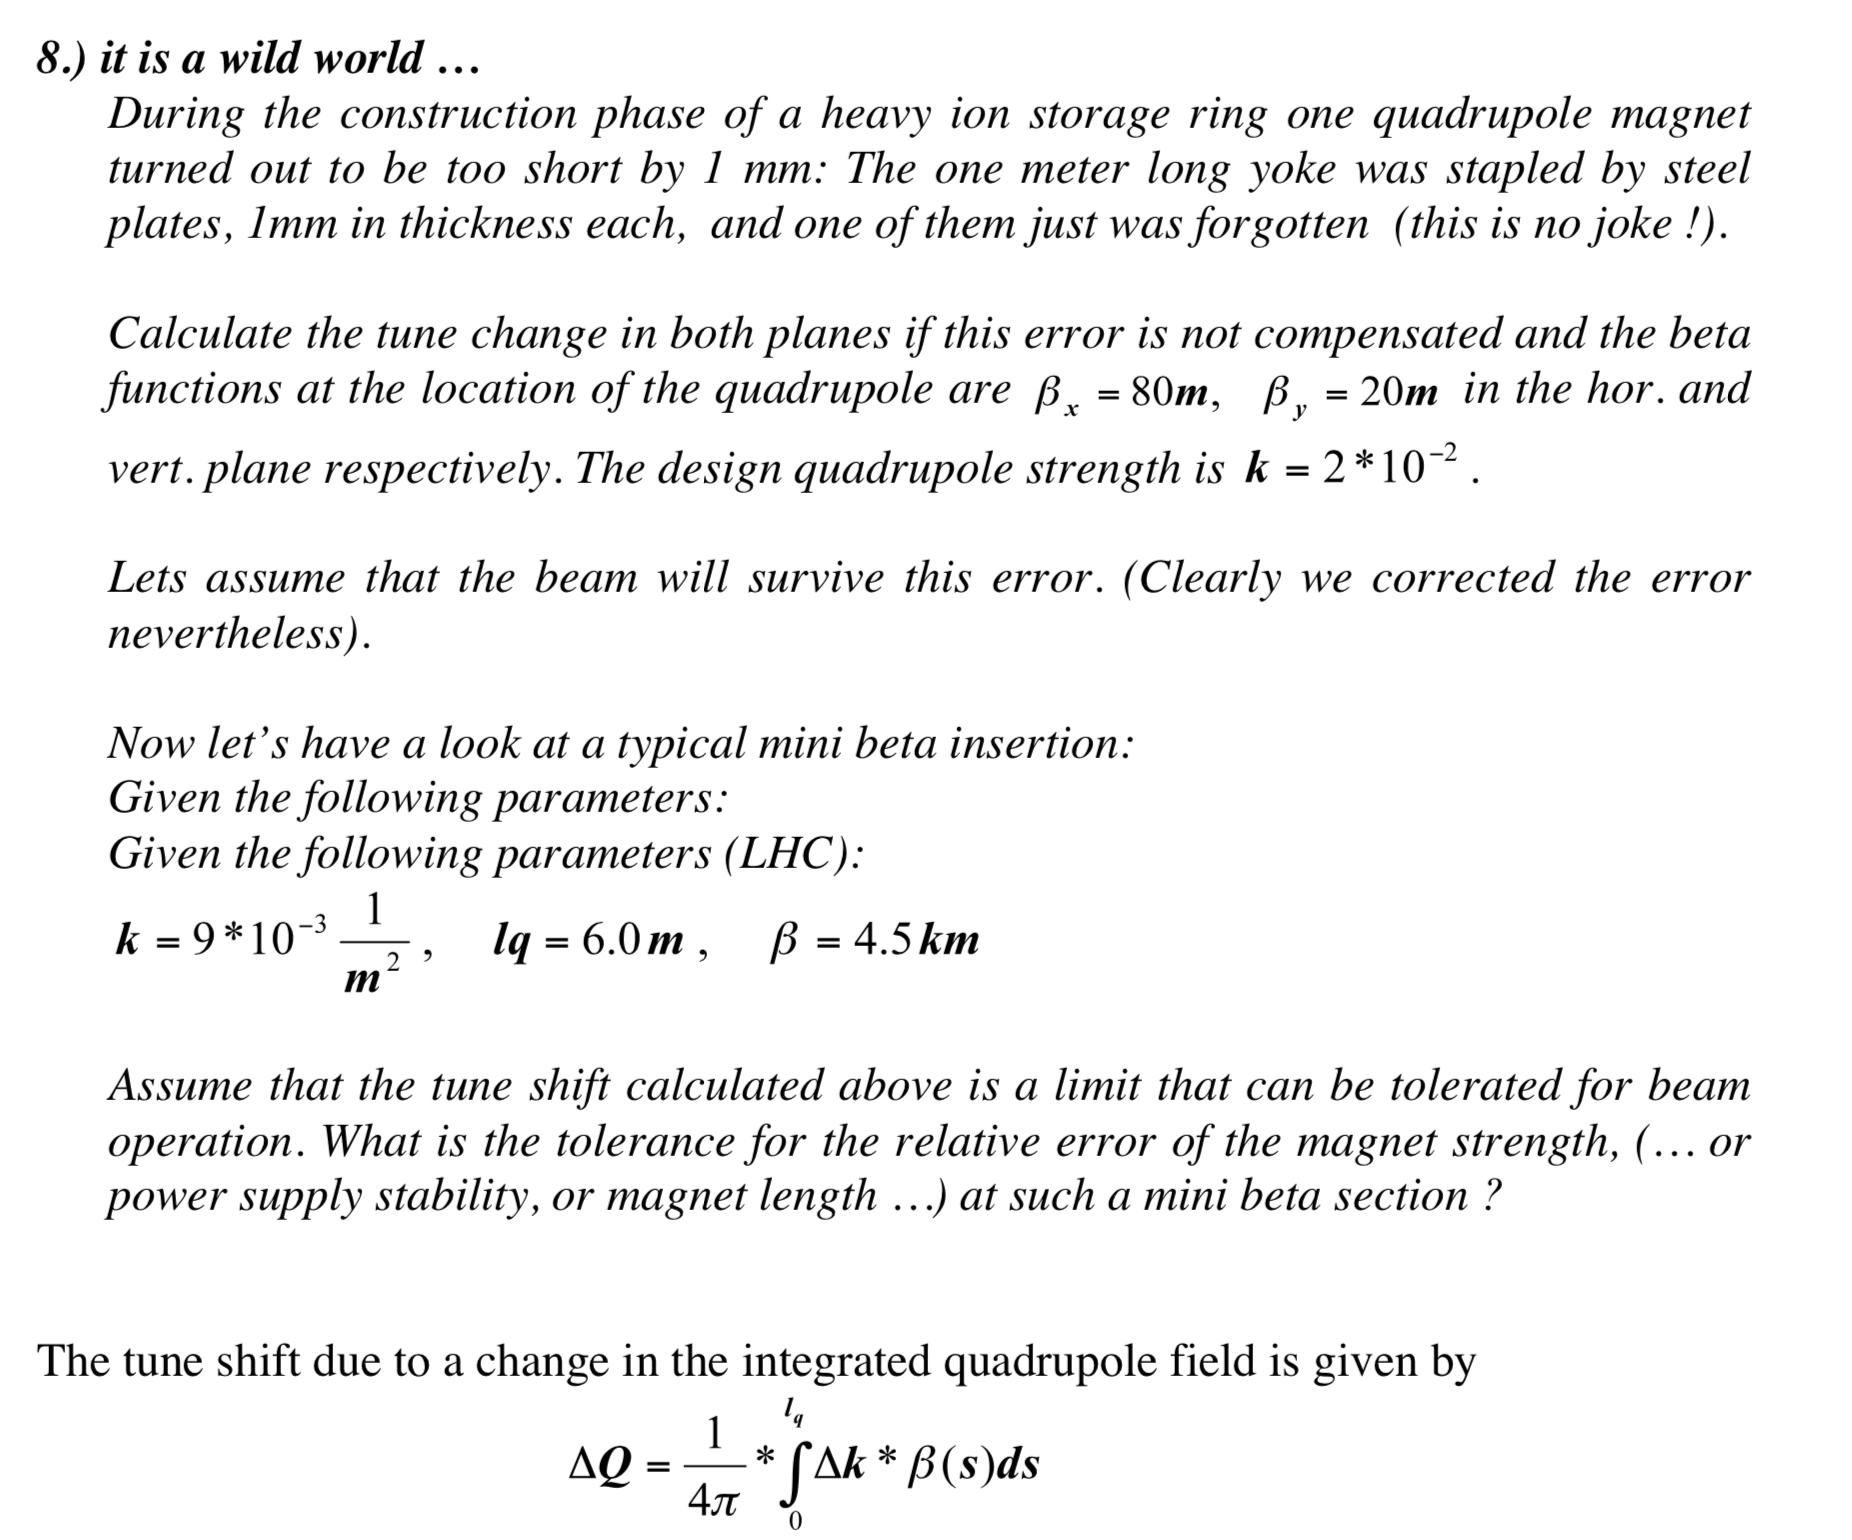 8.) it is a wild world …
During the construction phase of a heavy ion storage ring one quadrupole magnet
turned out to be too short by 1 mm: The one meter long yoke was stapled by steel
plates, 1mm in thickness each, and one of them just was forgotten (this is no joke !).
Calculate the tune change in both planes if this error is not compensated and the beta
functions at the location of the quadrupole are βx = 80m, βy = 20m in the hor. and
vert. plane respectively. The design quadrupole strength is k = 2*10⁻² .
Lets assume that the beam will survive this error. (Clearly we corrected the error
nevertheless).
Now let’s have a look at a typical mini beta insertion:
Given the following parameters:
Given the following parameters (LHC):
k = 9*10⁻³ 1/m², lq = 6.0m, β = 4.5km
Assume that the tune shift calculated above is a limit that can be tolerated for beam
operation. What is the tolerance for the relative error of the magnet strength, (… or
power supply stability, or magnet length …) at such a mini beta section ?
The tune shift due to a change in the integrated quadrupole field is given by
ΔQ = 1/4π * ∫₀^lq Δk * β(s)ds